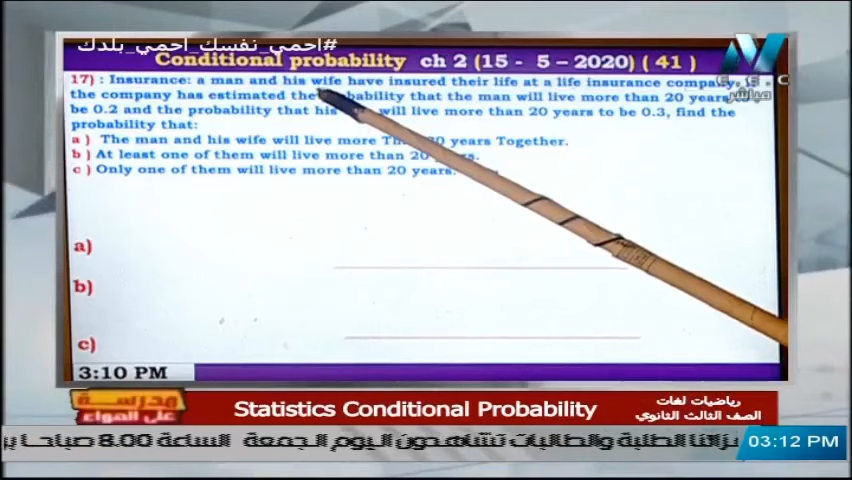 #احمي_نفسك_احمي_بلدك
Conditional probability ch 2 (15 - 5 – 2020) ( 41 )
17) : Insurance: a man and his wife have insured their life at a life insurance company,
the company has estimated the probability that the man will live more than 20 years
be 0.2 and the probability that his will live more than 20 years to be 0.3, find the
probability that:
a ) The man and his wife will live more 20 years Together.
b ) At least one of them will live more than 20
c ) Only one of them will live more than 20 years.
مباشر
a)
b)
c)
3:10 PM
مدرسة
على الهواء
Statistics Conditional Probability
رياضيات لغات
الصف الثالث الثانوي
الطلبة والطالبات تشاهدون اليوم الجمعة الساعة 8.00 صباحا
03:12 PM